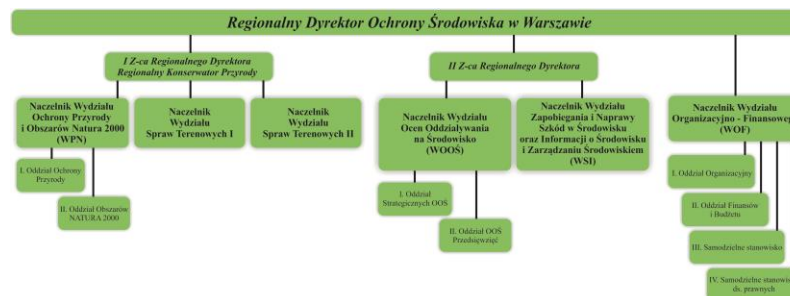 Regionalny Dyrektor Ochrony Środowiska w Warszawie
I Z-ca Regionalnego Dyrektora
Regionalny Konserwator Przyrody
II Z-ca Regionalnego Dyrektora
Naczelnik Wydziału
Ochrony Przyrody
i Obszarów Natura 2000
(WPN)
Naczelnik
Wydziału
Spraw Terenowych I
Naczelnik
Wydziału
Spraw Terenowych II
Naczelnik Wydziału
Ocen Oddziaływania
na Środowisko
(WOOŚ)
Naczelnik Wydziału
Zapobiegania i Naprawy
Szkód w Środowisku
oraz Informacji o Środowisku
i Zarządzaniu Środowiskiem
(WSI)
Naczelnik Wydziału
Organizacyjno - Finansoweg
(WOF)
I. Oddział Ochrony
Przyrody
II. Oddział Obszarów
NATURA 2000
I. Oddział
Strategicznych OOŚ
II. Oddział OOŚ
Przedsięwzięć
I. Oddział Organizacyjny
II. Oddział Finansów
i Budżetu
III. Samodzielne stanowisko
IV. Samodzielne stanowis
ds. prawnych